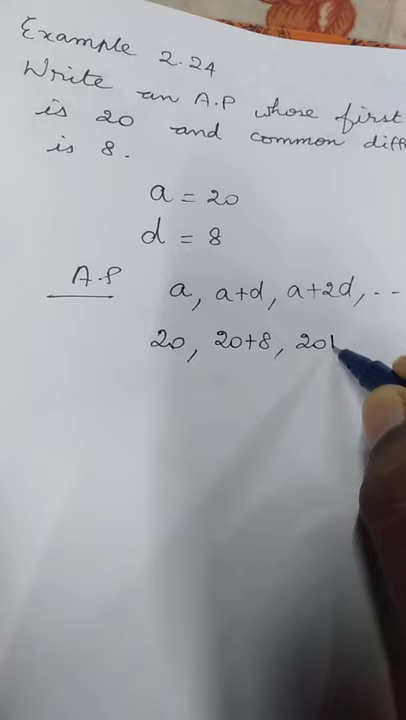 Example 2.24
Write an A.P whose first
is 20 and common diff
is 8.
a = 20
d = 8
A.P
a, a+d, a+2d, --
20, 20+8, 20